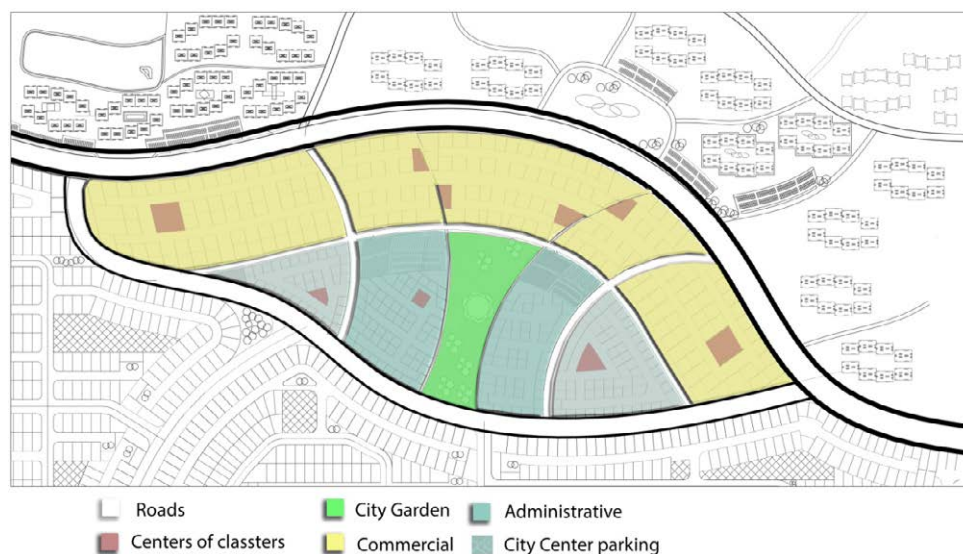 Roads
City Garden
Administrative
Centers of classters
Commercial
City Center parking